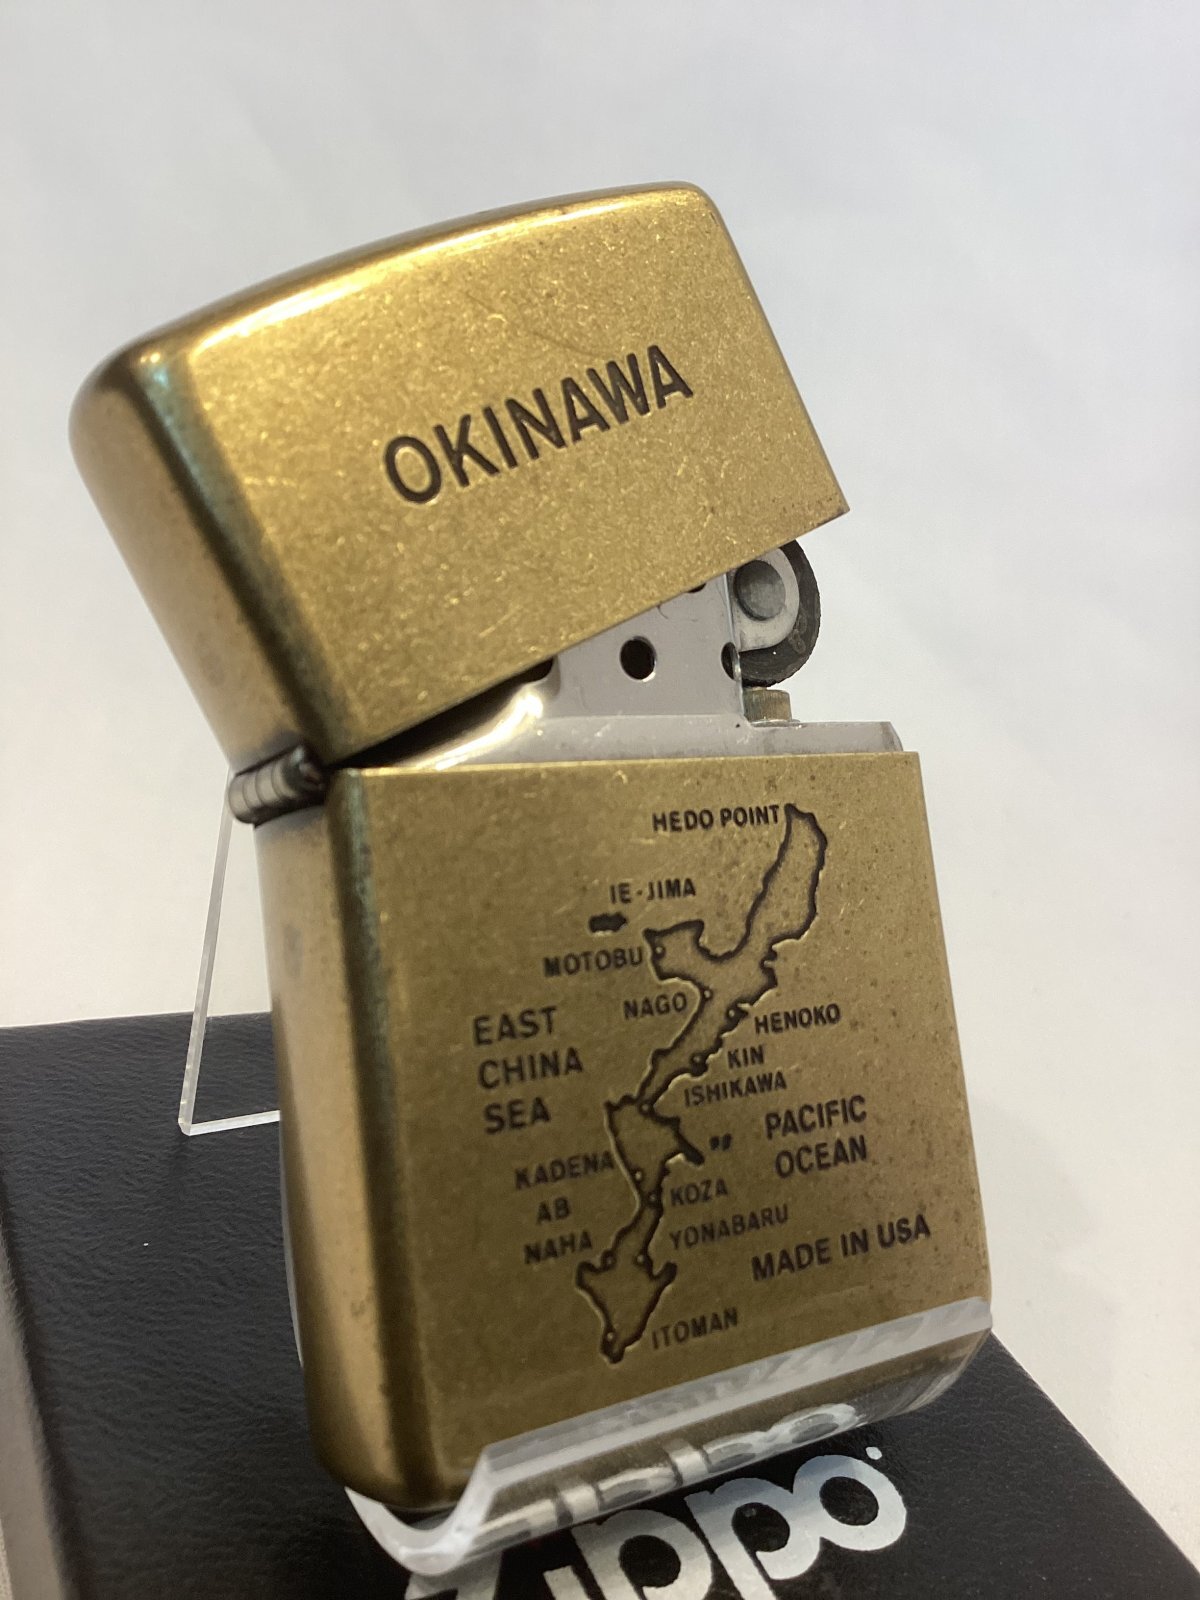 OKINAWA
HEDO POINT
IE-JIMA
MOTOBU
NAGO
HENOKO
EAST
CHINA
SEA
KIN
ISHIKAWA
PACIFIC
OCEAN
KADENA
AB
KOZA
NAHA
YONABARU
MADE IN USA
ITOMAN
Zippo